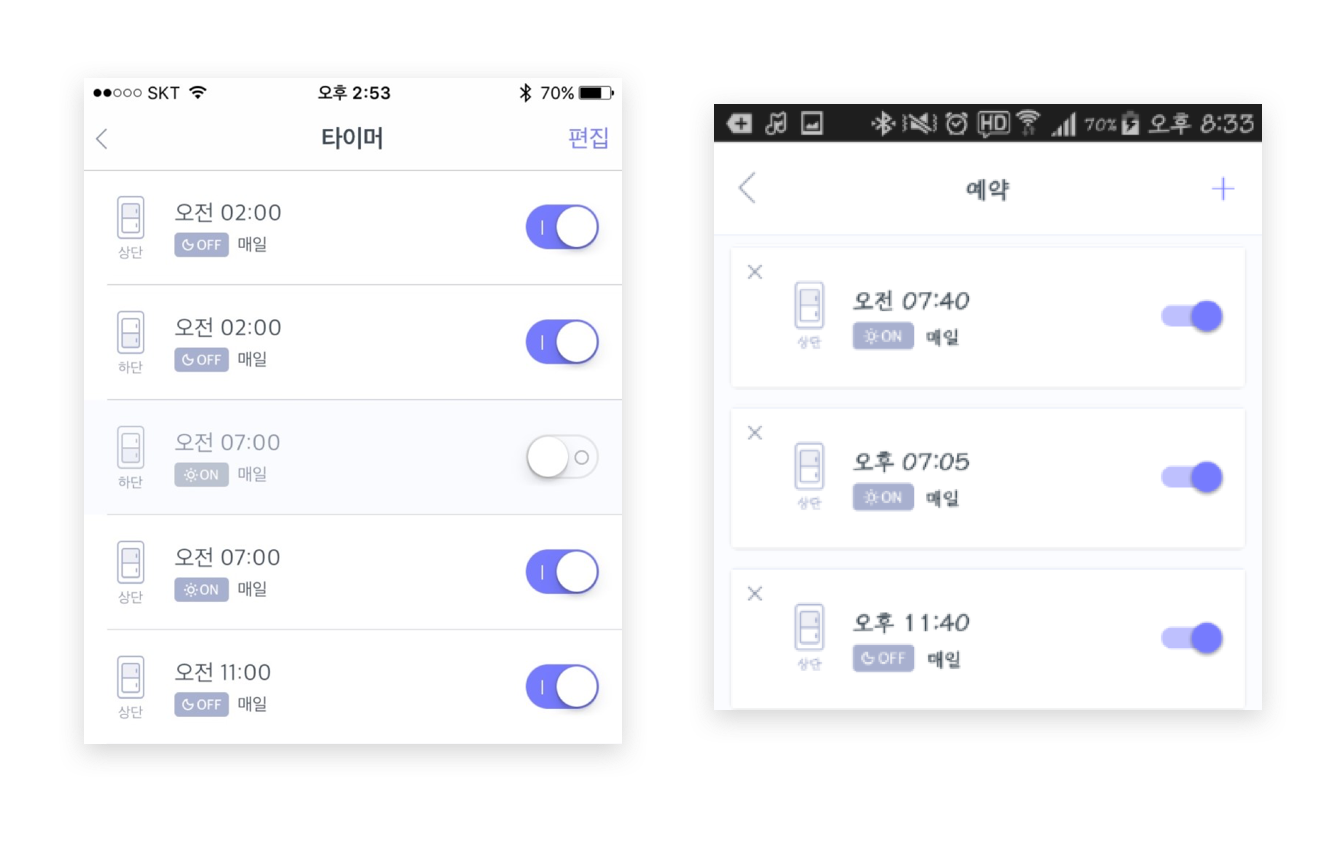 SKT 오후 2:53 70%
타이머 편집
오전 02:00
상단 OFF 매일
오전 02:00
하단 OFF 매일
오전 07:00
하단 ON 매일
오전 07:00
상단 ON 매일
오전 11:00
상단 OFF 매일
HD 70% 오후 8:33
예약
오전 07:40
상단 ON 매일
오후 07:05
상단 ON 매일
오후 11:40
상단 OFF 매일